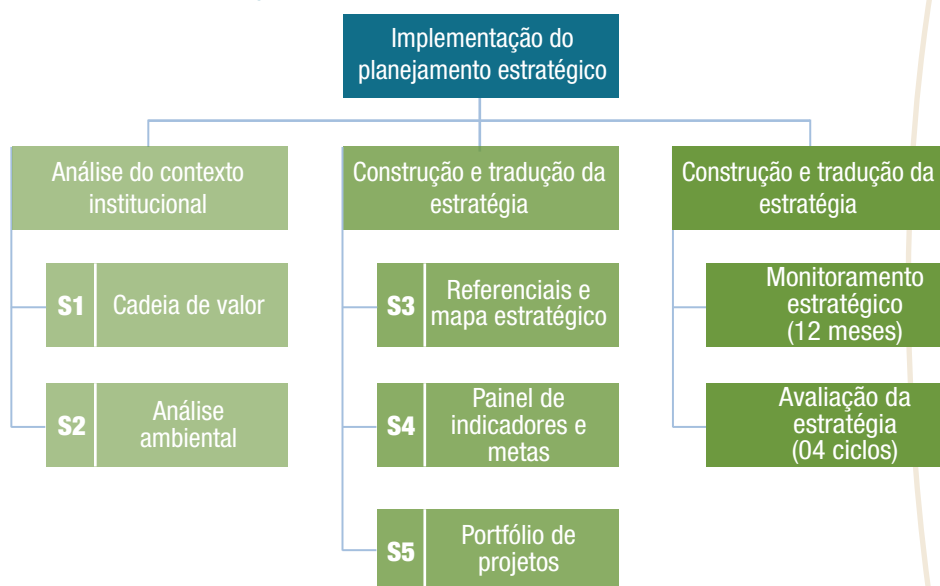 Implementação do
planejamento estratégico
Análise do contexto
institucional
S1
Cadeia de valor
S2
Análise
ambiental
Construção e tradução da
estratégia
S3
Referenciais e
mapa estratégico
S4
Painel de
indicadores e
metas
S5
Portfólio de
projetos
Construção e tradução da
estratégia
Monitoramento
estratégico
(12 meses)
Avaliação da
estratégia
(04 ciclos)